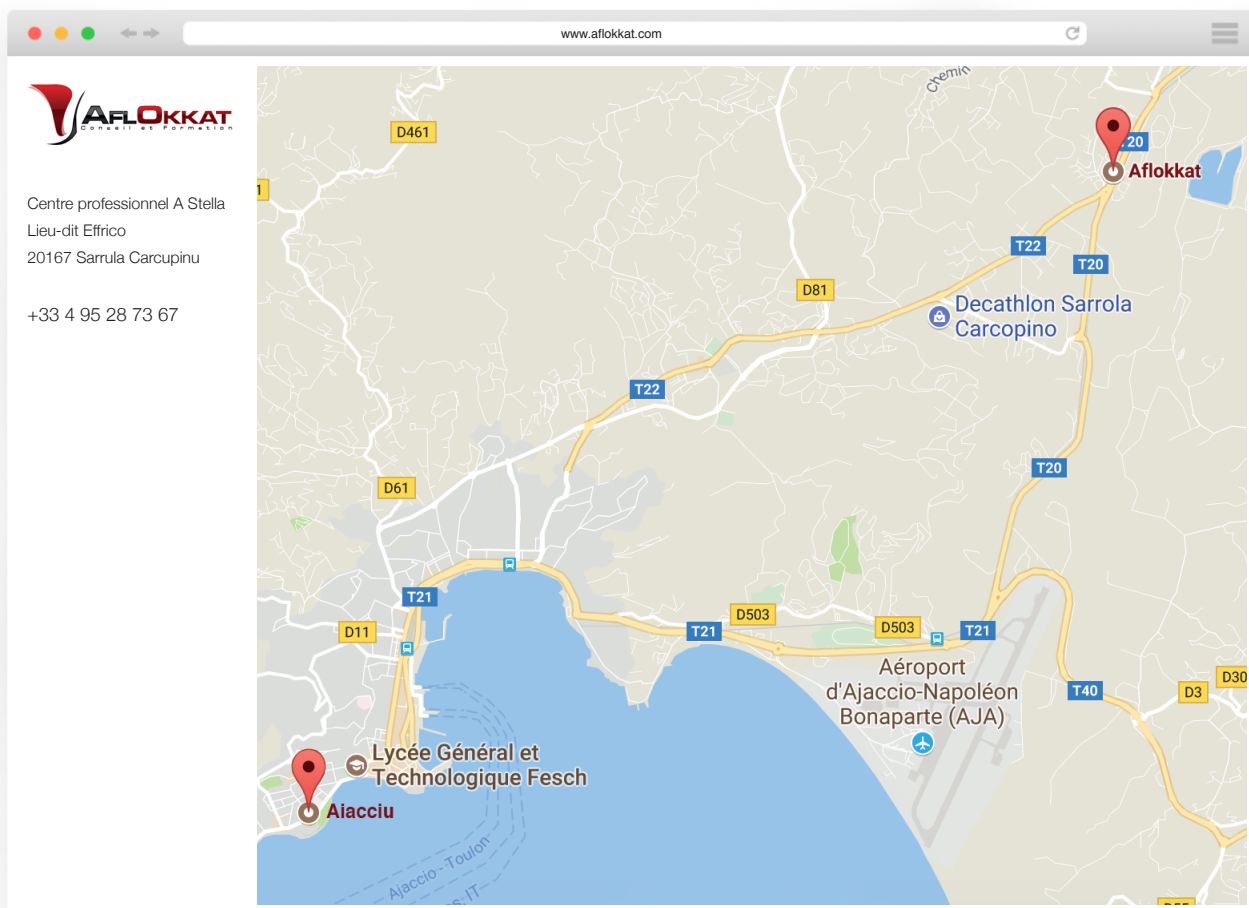 www.aflokkat.com
AFLOKKAT
Conseil et Formation
Centre professionnel A Stella
Lieu-dit Effrico
20167 Sarrula Carcupinu
+33 4 95 28 73 67
Chemin
D461
T20
Aflokkat
1
T22
T20
D81
Decathlon Sarrola
Carcopino
T22
T20
D61
T21
D503
D11
T21
D503
T21
Aéroport
d'Ajaccio-Napoléon
Bonaparte (AJA)
D30
T40
D3
Lycée Général et
Technologique Fesch
Aiacciu
Ajaccio - Toulon
D55